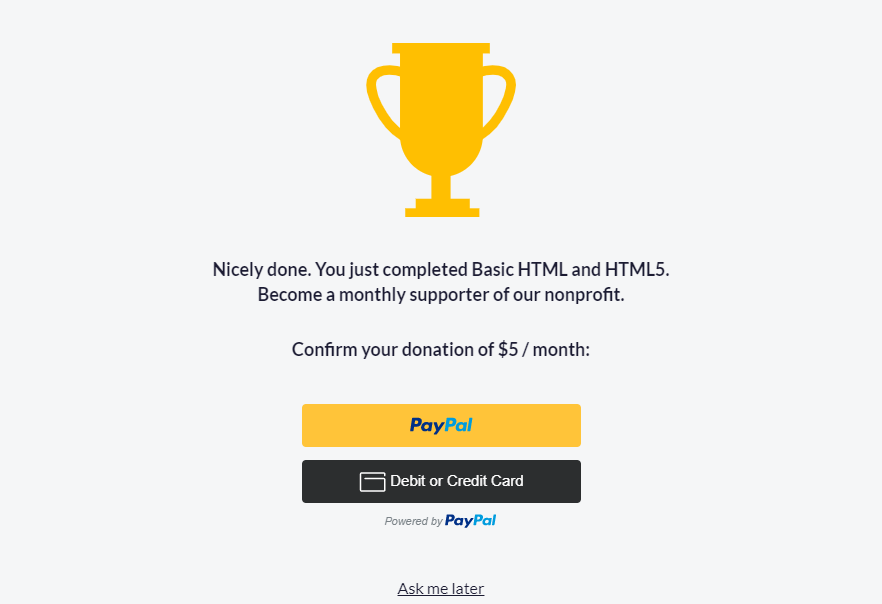 Nicely done. You just completed Basic HTML and HTML5.
Become a monthly supporter of our nonprofit.
Confirm your donation of $5 / month:
PayPal
Debit or Credit Card
Powered by PayPal
Ask me later